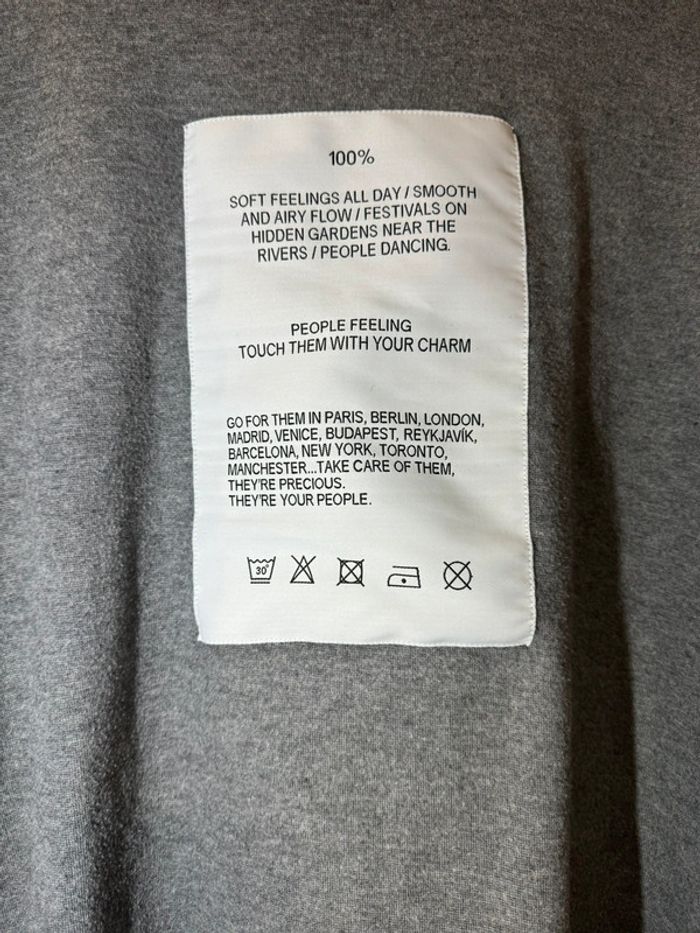 100%
SOFT FEELINGS ALL DAY / SMOOTH
AND AIRY FLOW / FESTIVALS ON
HIDDEN GARDENS NEAR THE
RIVERS / PEOPLE DANCING.
PEOPLE FEELING
TOUCH THEM WITH YOUR CHARM
GO FOR THEM IN PARIS, BERLIN, LONDON,
MADRID, VENICE, BUDAPEST, REYKJAVÍK,
BARCELONA, NEW YORK, TORONTO,
MANCHESTER...TAKE CARE OF THEM,
THEY'RE PRECIOUS.
THEY'RE YOUR PEOPLE.
30°